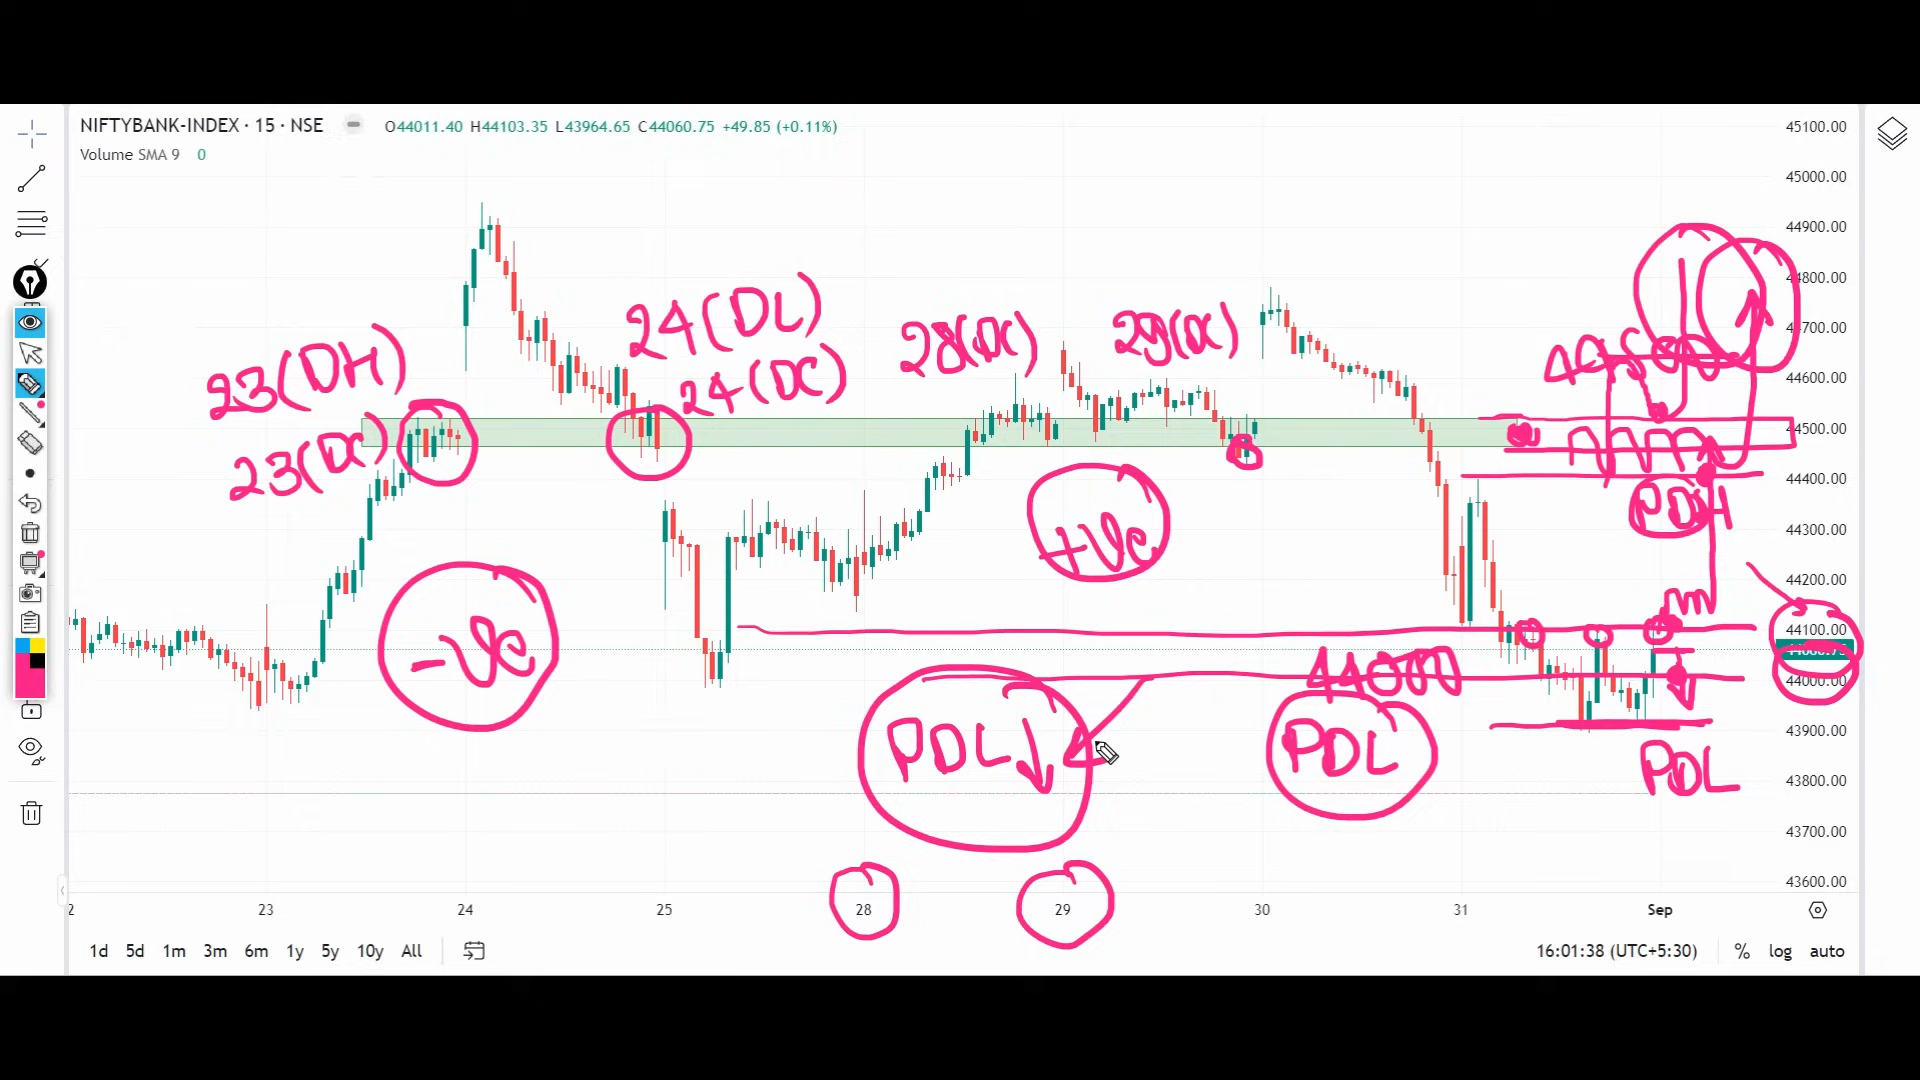 NIFTYBANK-INDEX · 15 · NSE O44011.40 H44103.35 L43964.65 C44060.75 +49.85 (+0.11%)
Volume SMA 9 0
45100.00
45000.00
44900.00
44800.00
44700.00
44600.00
44500.00
44400.00
44300.00
44200.00
44100.00
44000.00
43900.00
43800.00
43700.00
43600.00
23(DH)
23(DC)
24(DL)
24(DC)
28(DC)
29(DC)
-Ve
+Ve
PDH
44000
PDL↓
PDL
PDL
23 24 25 28 29 30 31 Sep
1d 5d 1m 3m 6m 1y 5y 10y All
16:01:38 (UTC+5:30) % log auto